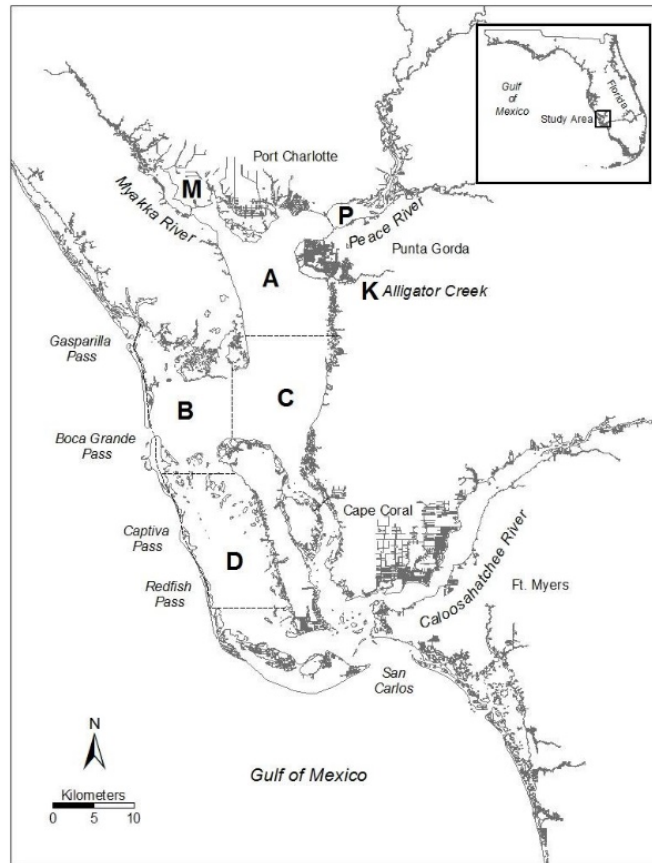 Gulf
of
Mexico
Florida
Study Area
Port Charlotte
M
Myakka River
P
Peace River
Punta Gorda
A
K
Alligator Creek
Gasparilla
Pass
B
C
Boca Grande
Pass
Cape Coral
Captiva
Pass
D
Redfish
Pass
Caloosahatchee River
Ft. Myers
San
Carlos
N
Kilometers
0 5 10
Gulf of Mexico